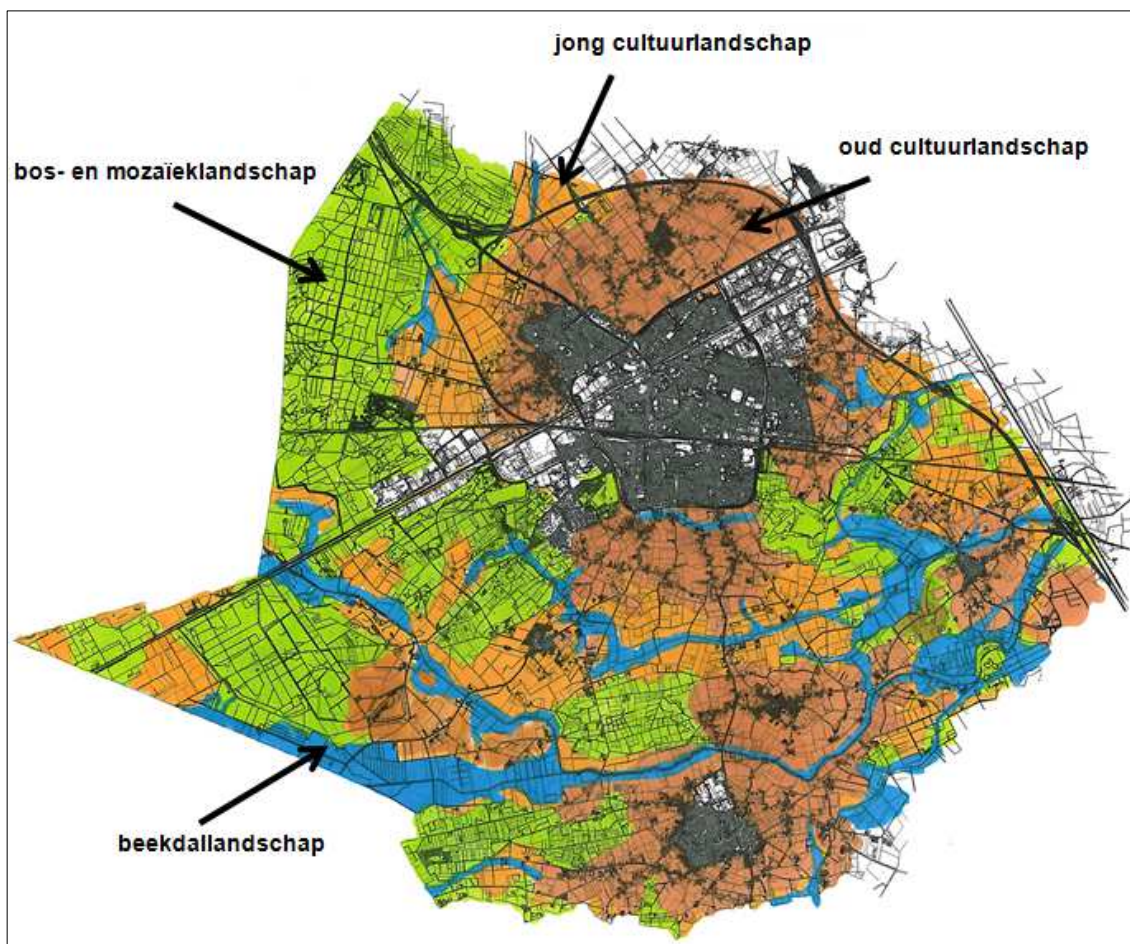 jong cultuurlandschap
oud cultuurlandschap
bos- en mozaïeklandschap
beekdallandschap